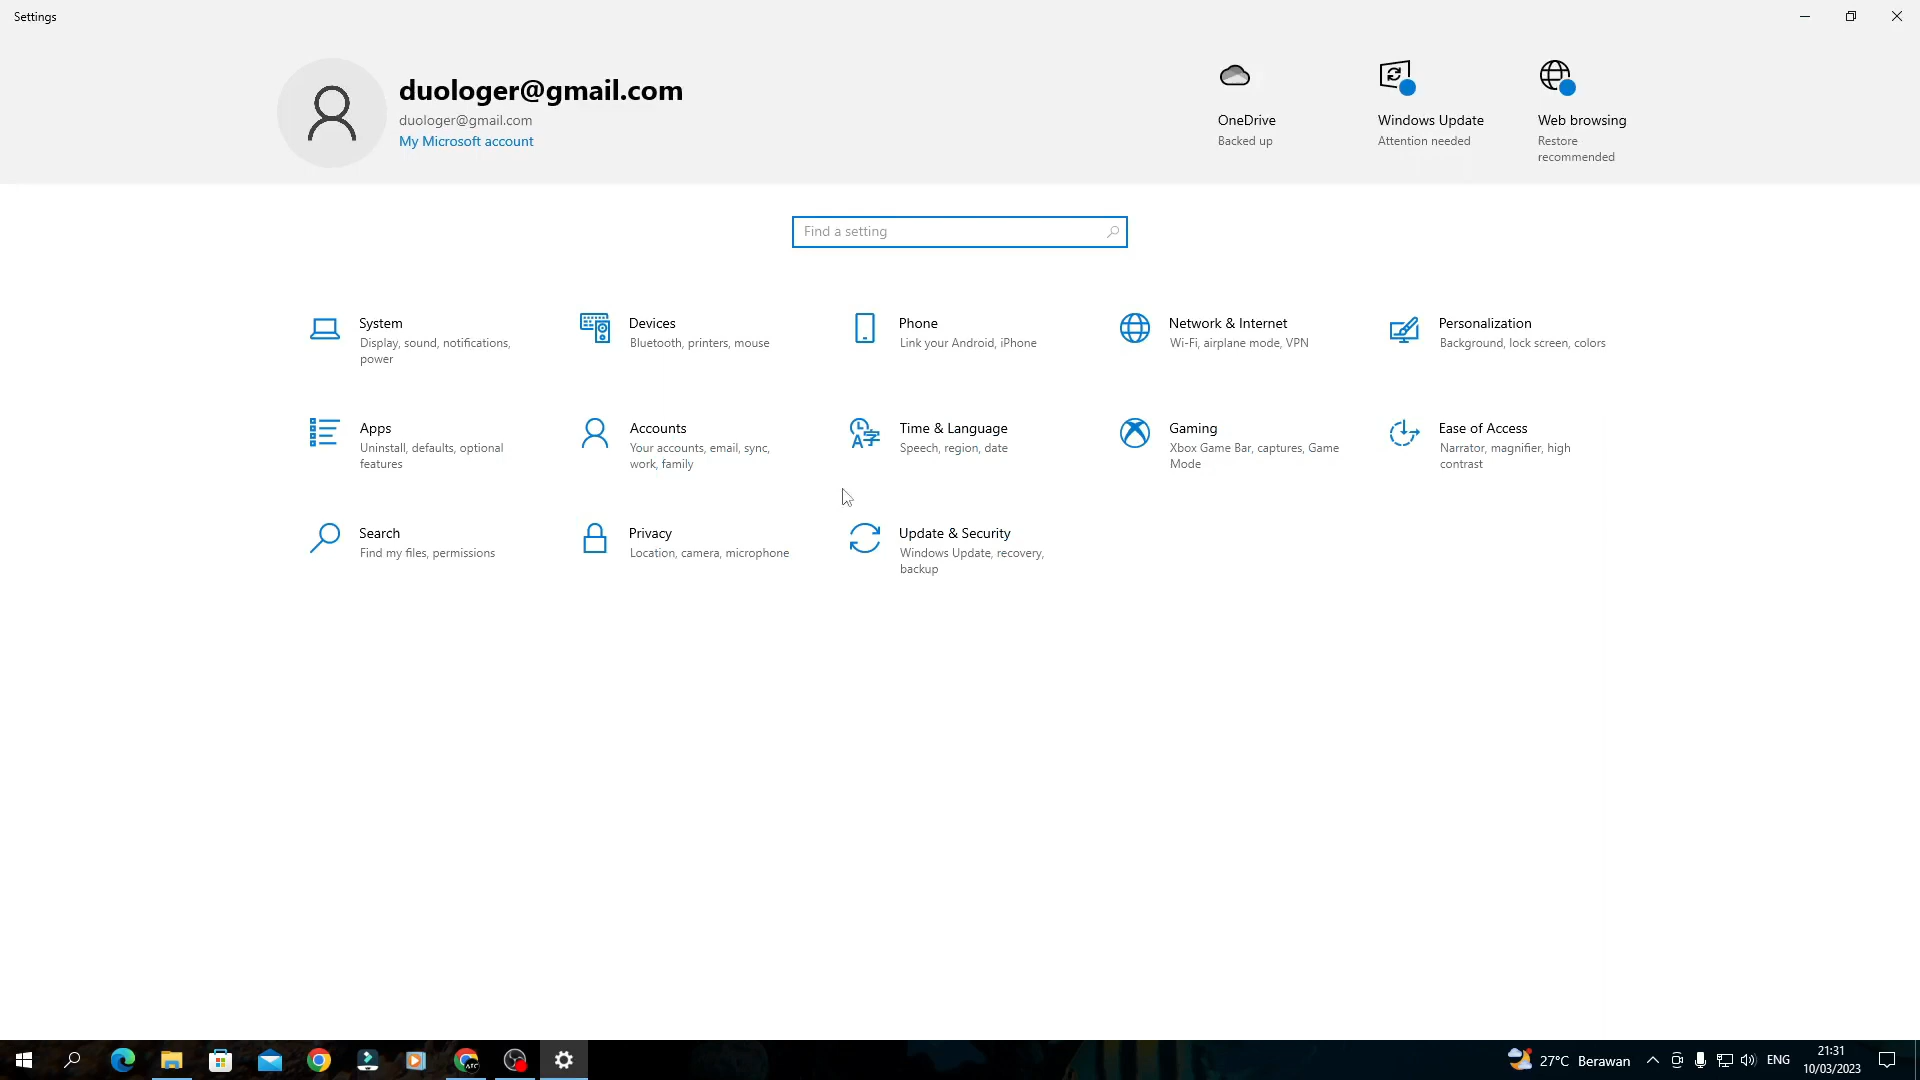 Settings
duologer@gmail.com
duologer@gmail.com
My Microsoft account
OneDrive
Backed up
Windows Update
Attention needed
Web browsing
Restore
recommended
Find a setting
System
Display, sound, notifications,
power
Devices
Bluetooth, printers, mouse
Phone
Link your Android, iPhone
Network & Internet
Wi-Fi, airplane mode, VPN
Personalization
Background, lock screen, colors
Apps
Uninstall, defaults, optional
features
Accounts
Your accounts, email, sync,
work, family
Time & Language
Speech, region, date
Gaming
Xbox Game Bar, captures, Game
Mode
Ease of Access
Narrator, magnifier, high
contrast
Search
Find my files, permissions
Privacy
Location, camera, microphone
Update & Security
Windows Update, recovery,
backup
27°C Berawan
ENG
21:31
10/03/2023